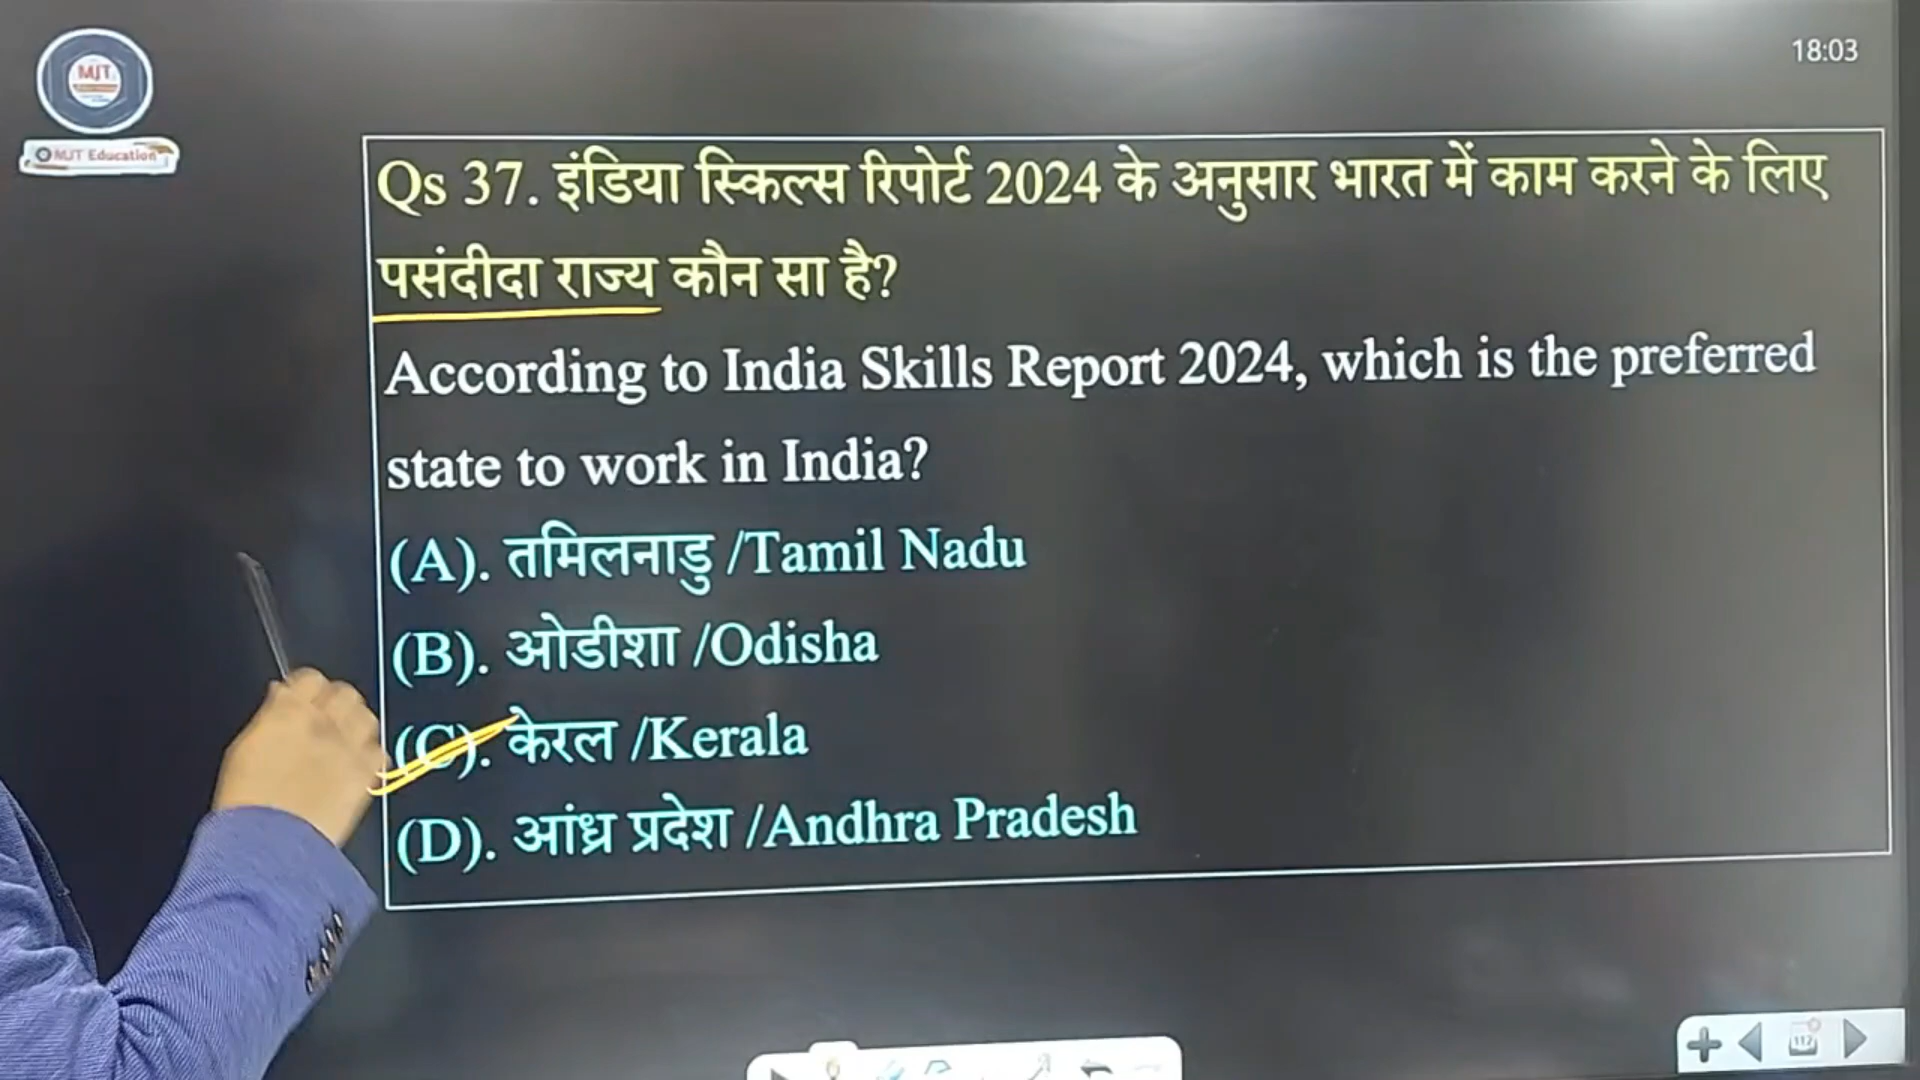 MJT
MJT Education
18:03
Qs 37. इंडिया स्किल्स रिपोर्ट 2024 के अनुसार भारत में काम करने के लिए
पसंदीदा राज्य कौन सा है?
According to India Skills Report 2024, which is the preferred
state to work in India?
(A). तमिलनाडु /Tamil Nadu
(B). ओडीशा /Odisha
(C). केरल /Kerala
(D). आंध्र प्रदेश /Andhra Pradesh